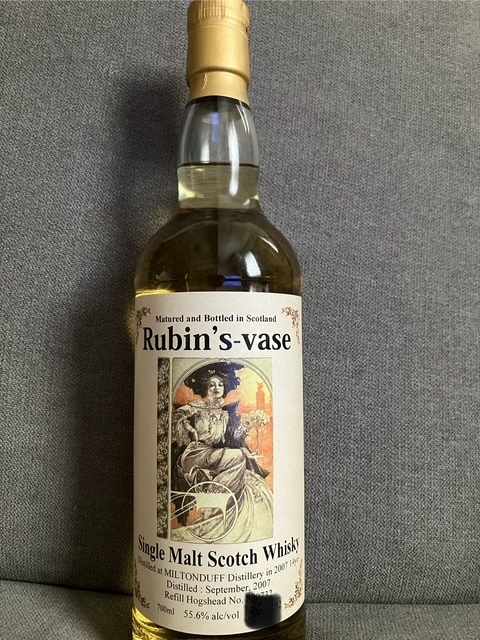 Matured and Bottled in Scotland
Rubin's-vase
Single Malt Scotch Whisky
Distilled at MILTONDUFF Distillery in 2007
Distilled : September, 2007
Refill Hogshead No.
700ml 55.6% alc/vol